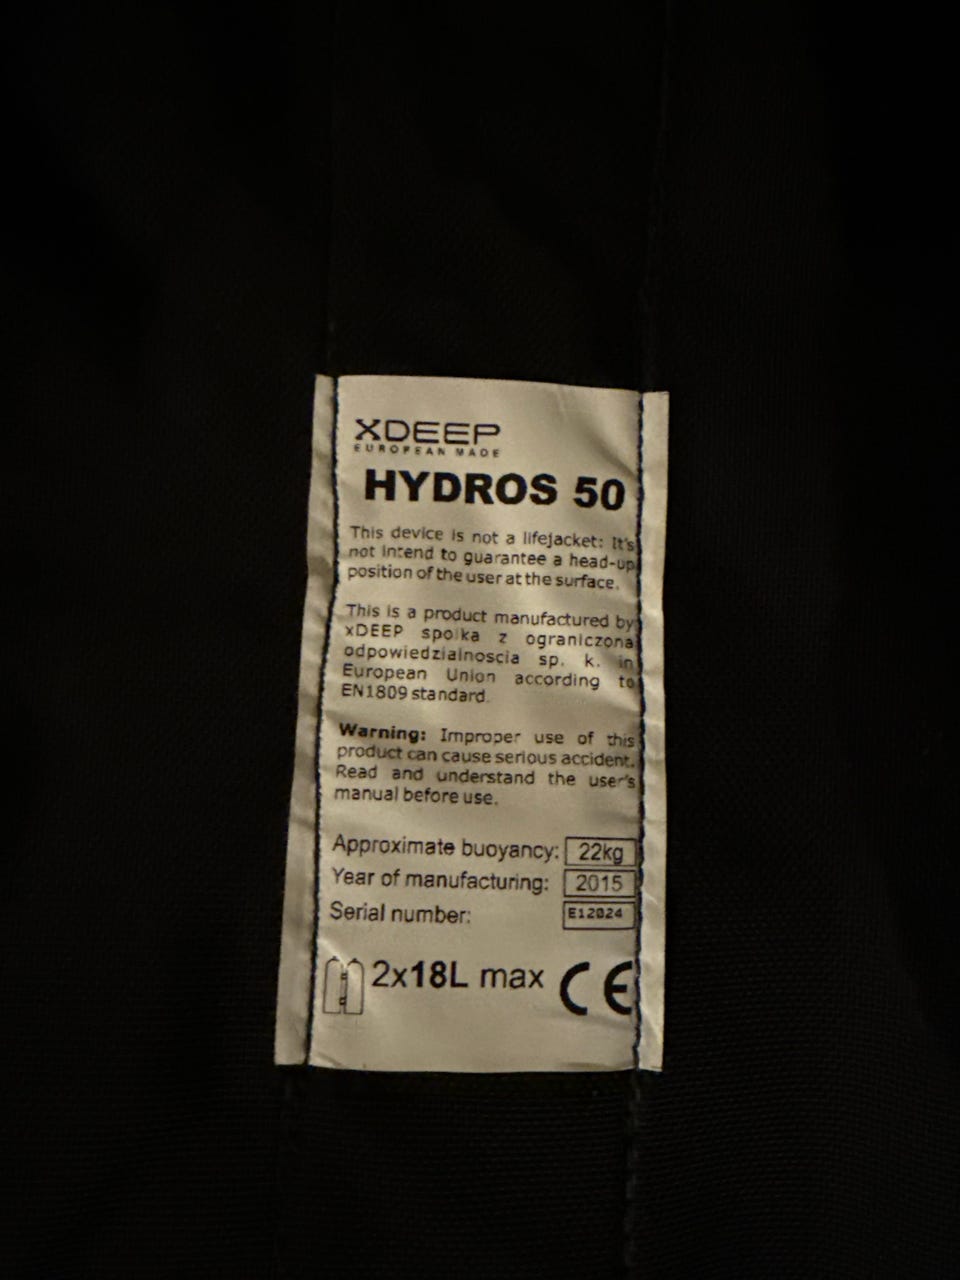 XDEEP
EUROPEAN MADE
HYDROS 50
This device is not a lifejacket: It's
not intend to guarantee a head-up
position of the user at the surface.
This is a product manufactured by
xDEEP spolka z ograniczona
odpowiedzialnoscia sp. k. in
European Union according to
EN1809 standard.
Warning: Improper use of this
product can cause serious accident.
Read and understand the user's
manual before use.
Approximate buoyancy: 22kg
Year of manufacturing: 2015
Serial number: E12024
2x18L max CE